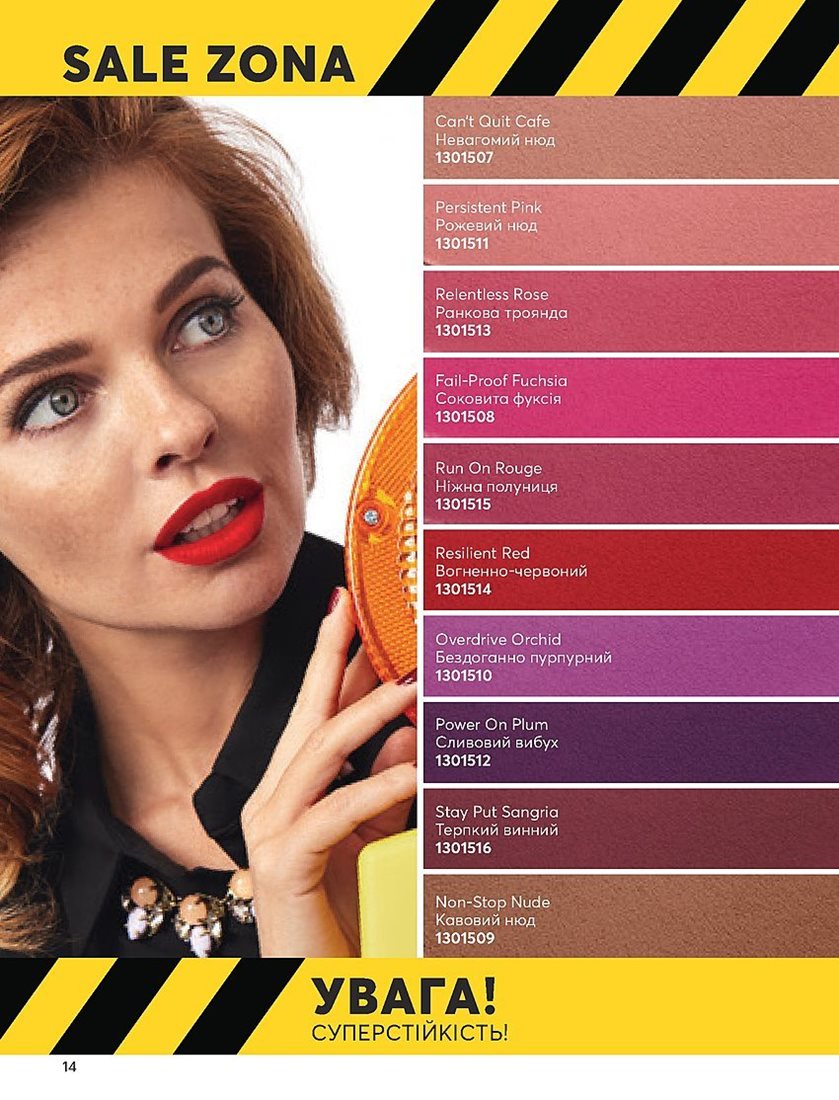 SALE ZONA
Can't Quit Cafe
Невагомий нюд
1301507
Persistent Pink
Рожевий нюд
1301511
Relentless Rose
Ранкова троянда
1301513
Fail-Proof Fuchsia
Соковита фуксія
1301508
Run On Rouge
Ніжна полуниця
1301515
Resilient Red
Вогненно-червоний
1301514
Overdrive Orchid
Бездоганно пурпурний
1301510
Power On Plum
Сливовий вибух
1301512
Stay Put Sangria
Терпкий винний
1301516
Non-Stop Nude
Кавовий нюд
1301509
УВАГА!
СУПЕРСТІЙКІСТЬ!
14